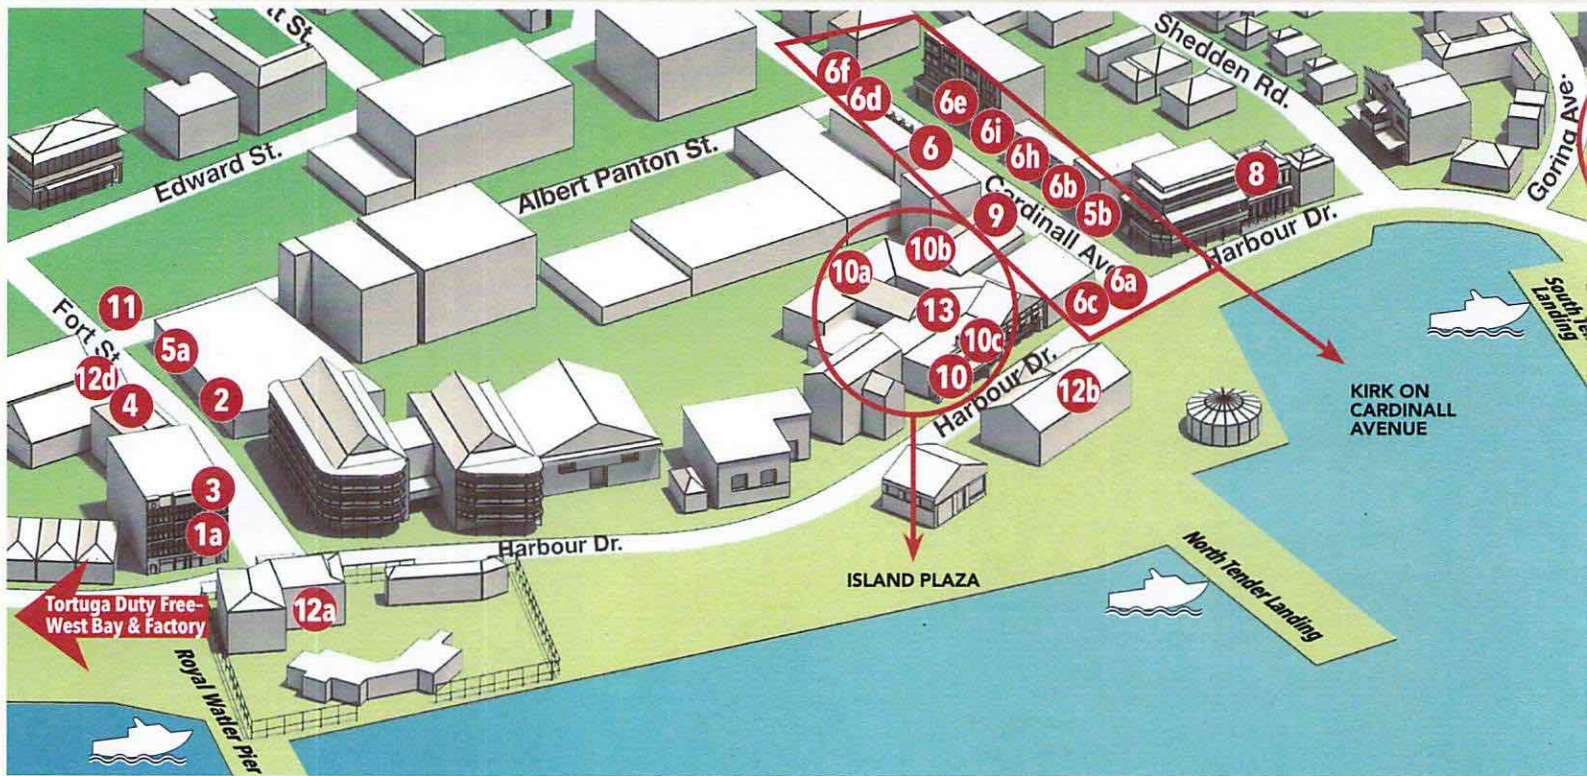 tt St.
Shedden Rd.
Goring Ave.
6f
6d
6e
6i
6
6h
6b
5b
8
Edward St.
Albert Panton St.
Cardinall Ave.
9
Harbour Dr.
10b
10a
13
6a
6c
10c
10
Harbour Dr.
12b
South Te
Landing
Fort St.
11
5a
12d
4
2
3
1a
KIRK ON
CARDINALL
AVENUE
Harbour Dr.
ISLAND PLAZA
North Tender Landing
Tortuga Duty Free–
West Bay & Factory
12a
Royal Watler Pier